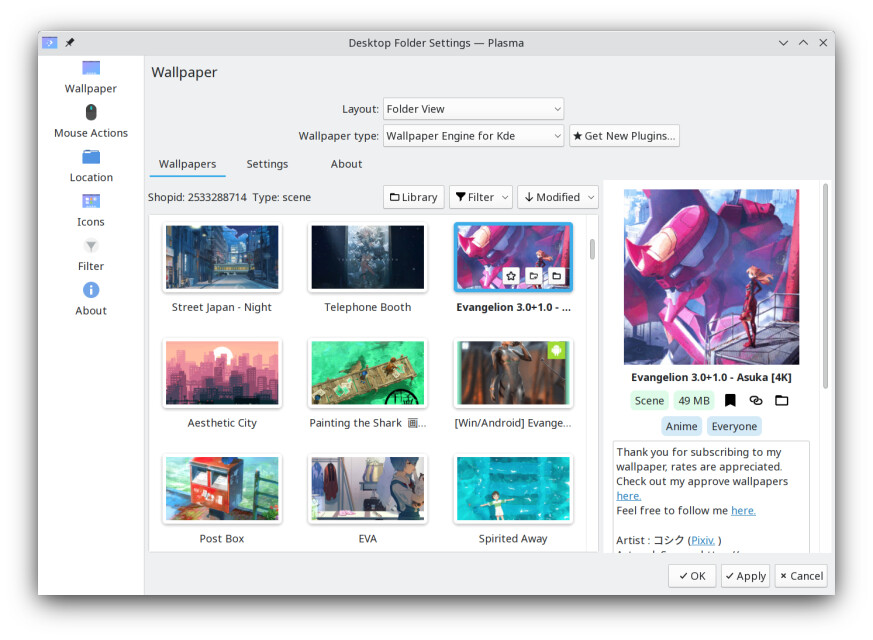 Desktop Folder Settings — Plasma
Wallpaper
Mouse Actions
Location
Icons
Filter
About
Wallpaper
Layout: Folder View
Wallpaper type: Wallpaper Engine for Kde
Get New Plugins...
Wallpapers Settings About
Shopid: 2533288714 Type: scene
Library Filter Modified
Street Japan - Night
Telephone Booth
Evangelion 3.0+1.0 - ...
Aesthetic City
Painting the Shark 画...
[Win/Android] Evange...
Post Box
EVA
Spirited Away
Evangelion 3.0+1.0 - Asuka [4K]
Scene 49 MB
Anime Everyone
Thank you for subscribing to my
wallpaper, rates are appreciated.
Check out my approve wallpapers
here.
Feel free to follow me here.
Artist : コシク (Pixiv. )
OK Apply Cancel